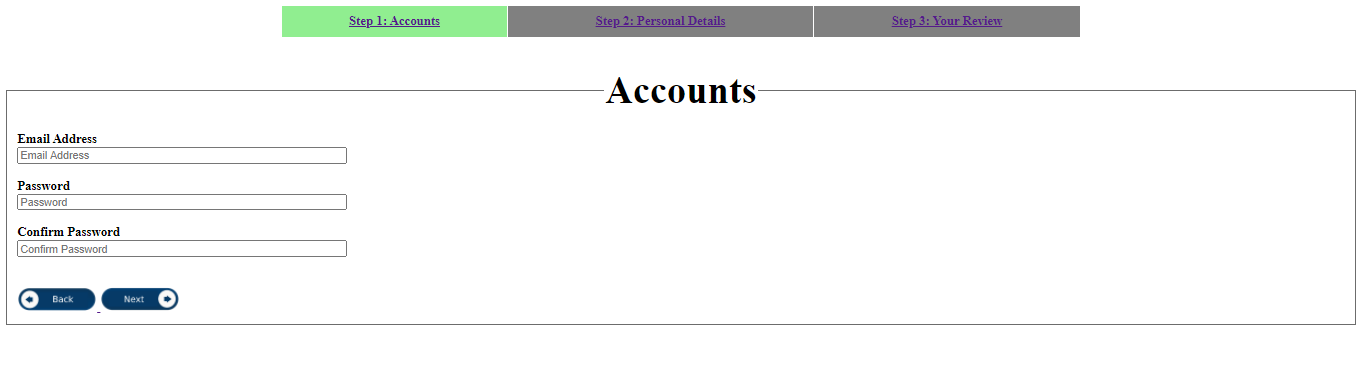 Step 1: Accounts Step 2: Personal Details Step 3: Your Review
Accounts
Email Address
Email Address
Password
Password
Confirm Password
Confirm Password
Back Next